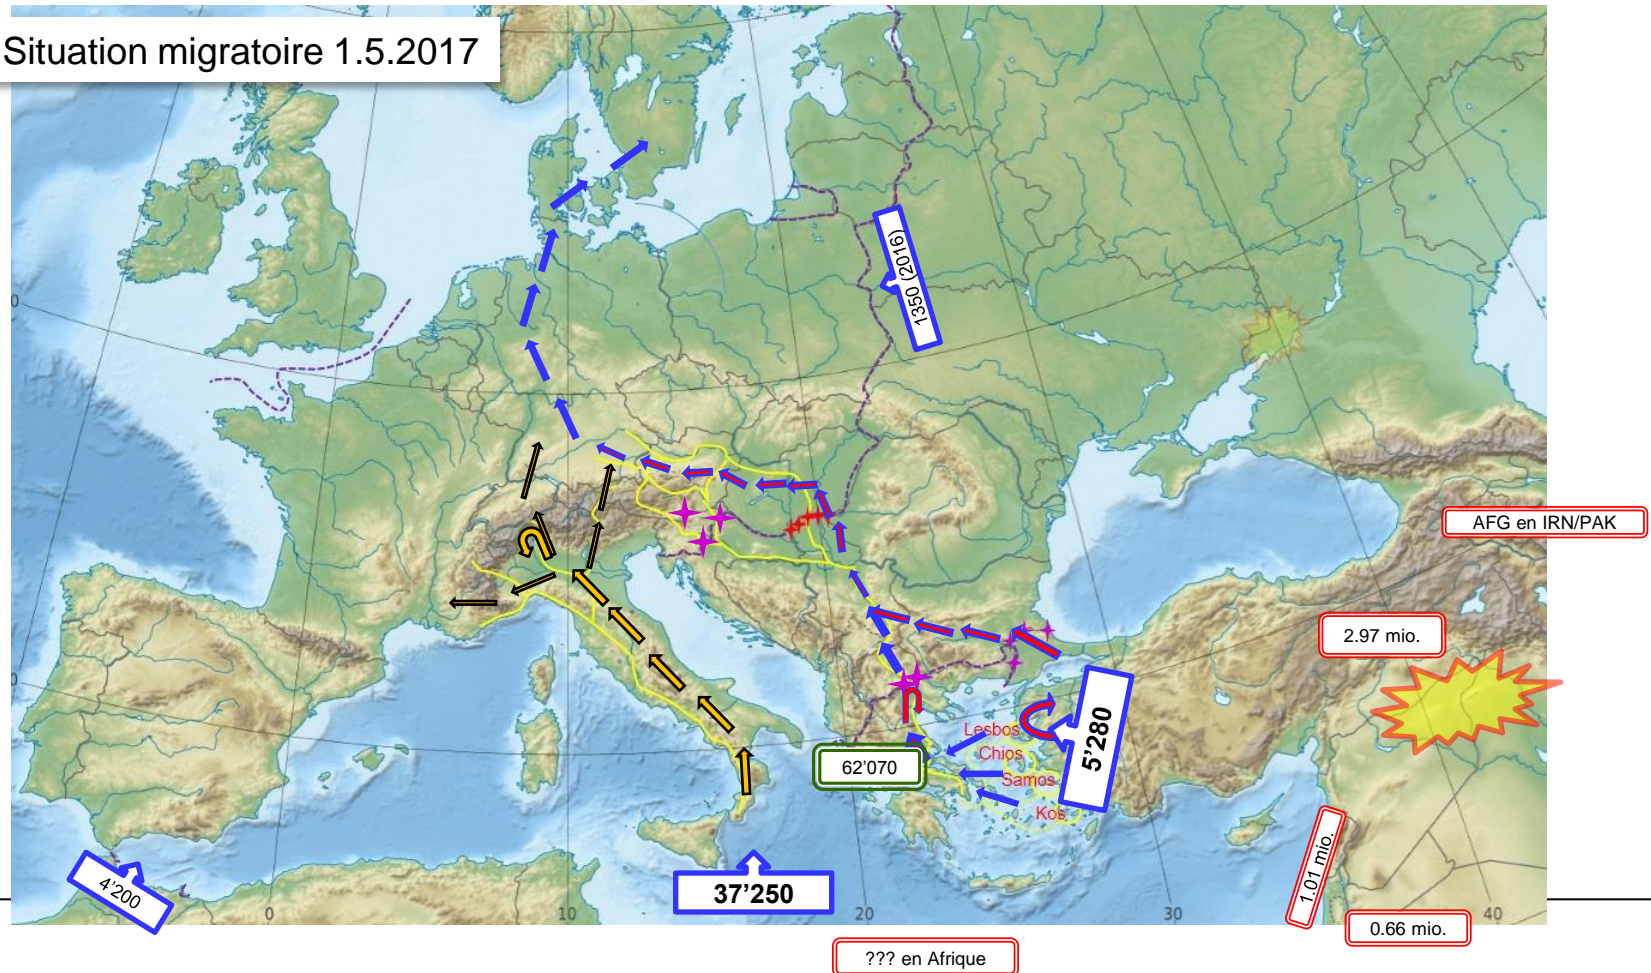 Situation migratoire 1.5.2017
1350 (2016)
AFG en IRN/PAK
2.97 mio.
Lesbos
Chios
Samos
Kos
5’280
62’070
1.01 mio.
0.66 mio.
4’200
37’250
??? en Afrique
0
0
0
10
20
30
40